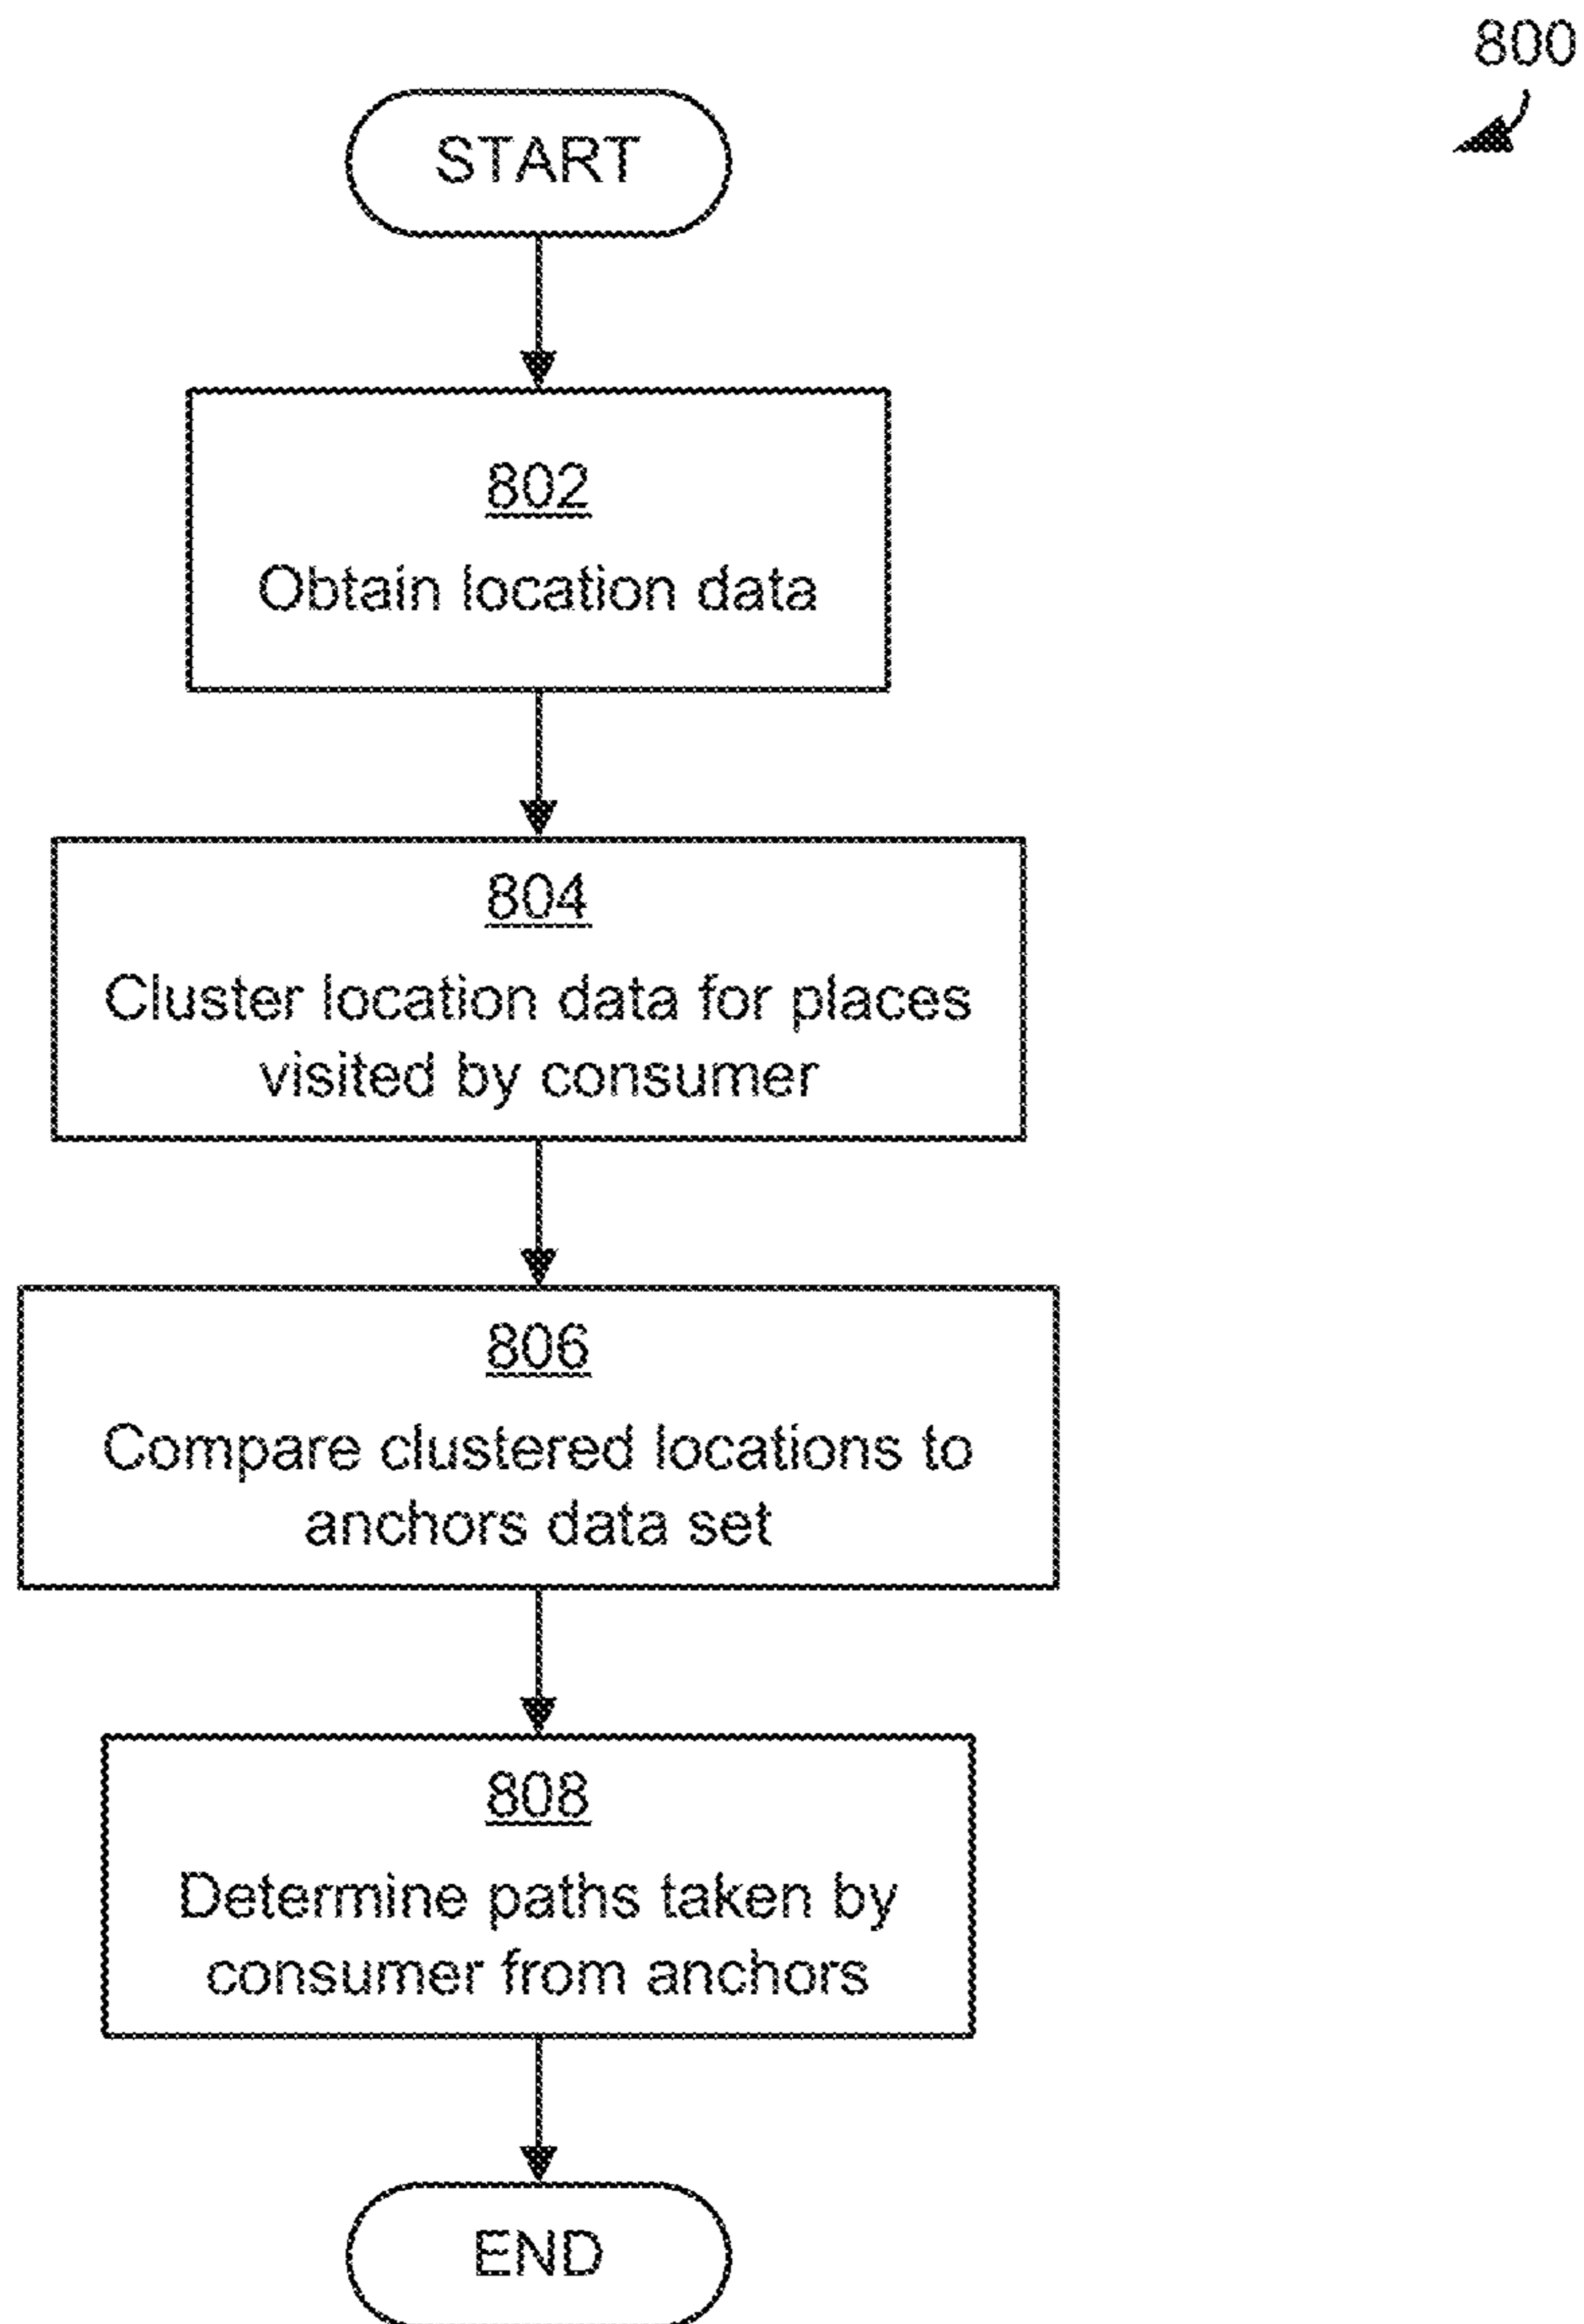 800
START
802
Obtain location data
804
Cluster location data for places
visited by consumer
806
Compare clustered locations to
anchors data set
808
Determine paths taken by
consumer from anchors
END